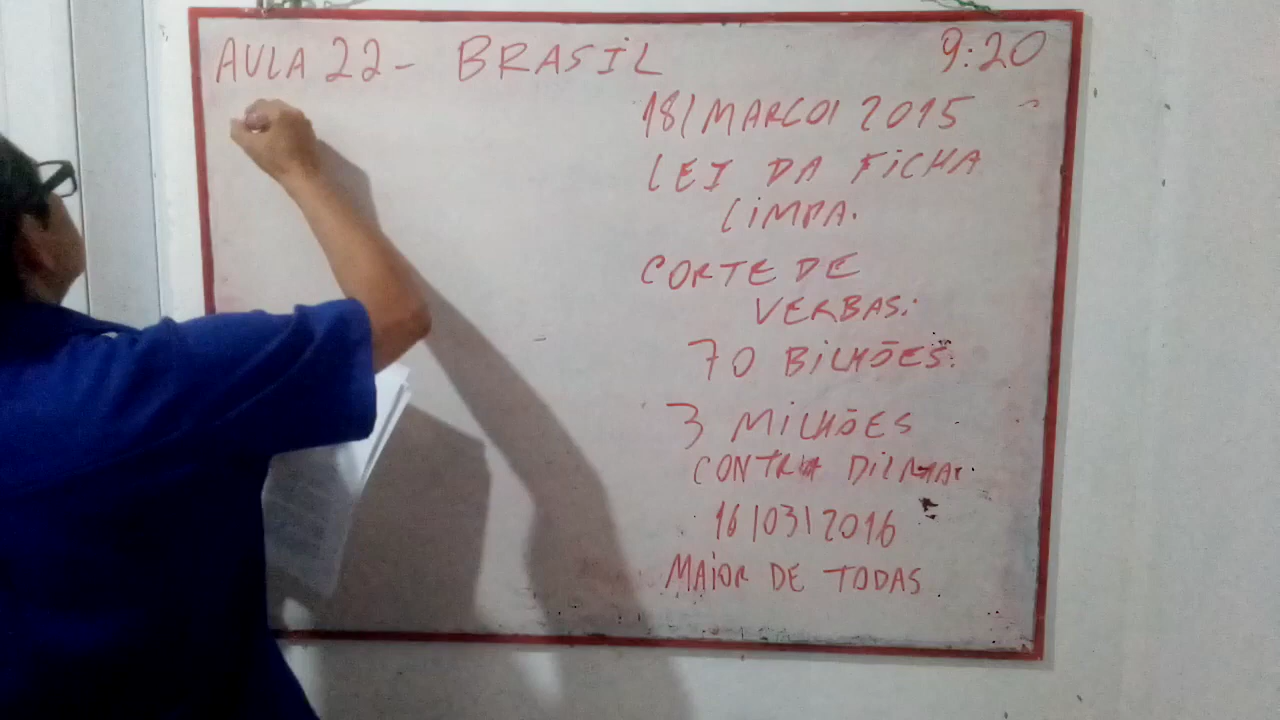 AULA 22- BRASIL
9:20
18/MARCO/2015
LEI DA FICHA
LIMPA.
CORTE DE
VERBAS:
70 BILHÕES.
3 MILHÕES
CONTRA DILMA.
16/03/2016
MAIOR DE TODAS